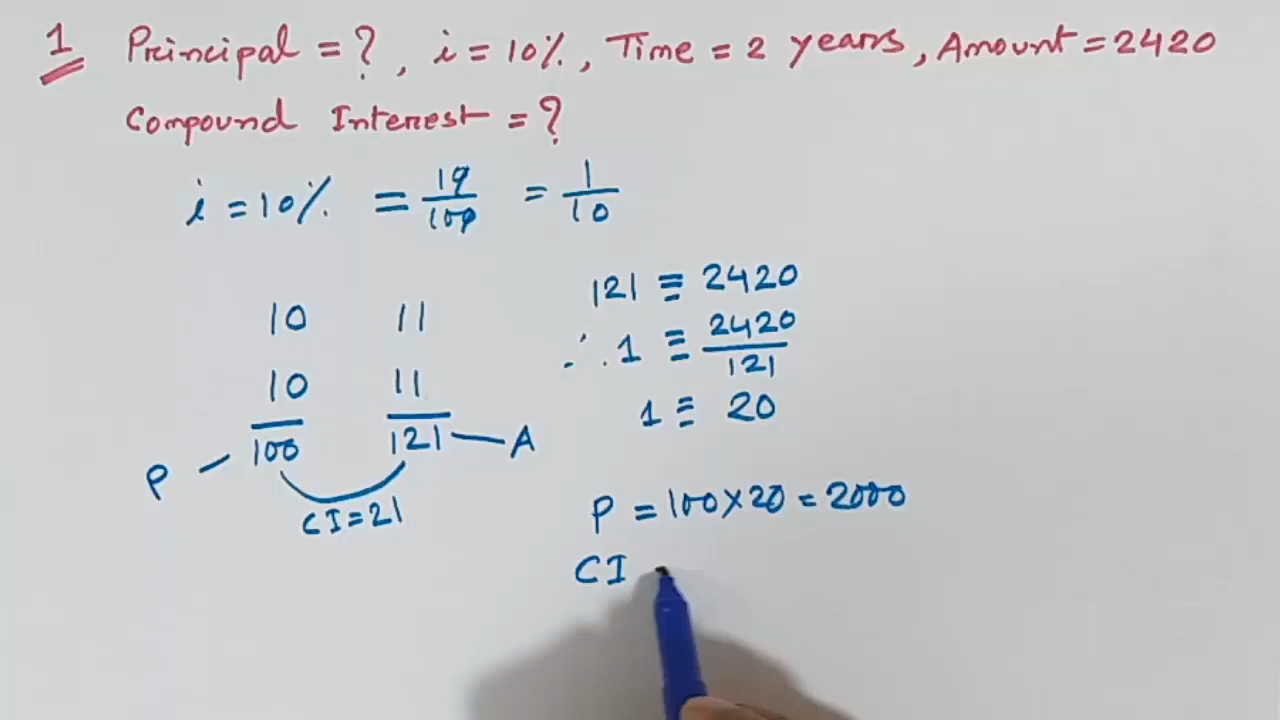 1 Principal = ?, i = 10%, Time = 2 years, Amount = 2420
Compound Interest = ?
i = 10% = 10/100 = 1/10
10 11
10 11
P — 100 121 — A
CI = 21
121 ≡ 2420
∴ 1 ≡ 2420/121
1 ≡ 20
P = 100 × 20 = 2000
CI